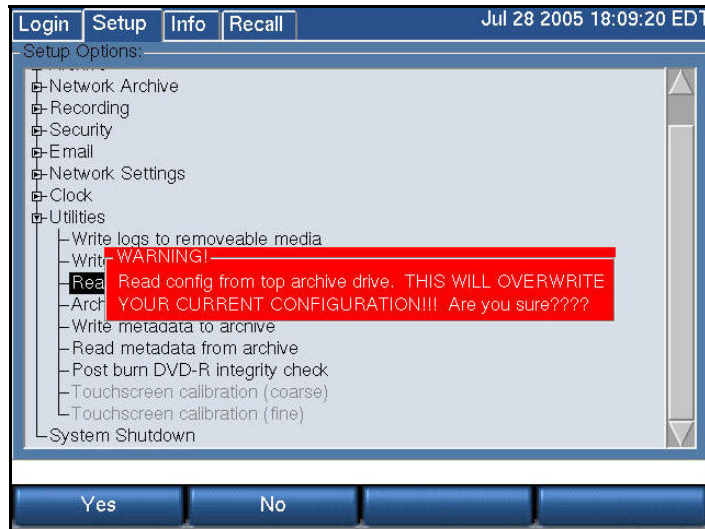 Login Setup Info Recall Jul 28 2005 18:09:20 EDT
Setup Options:
Network Archive
Recording
Security
Email
Network Settings
Clock
Utilities
Write logs to removeable media
Writ
WARNING!
Rea
Read config from top archive drive. THIS WILL OVERWRITE
Arch
YOUR CURRENT CONFIGURATION!!! Are you sure????
Write metadata to archive
Read metadata from archive
Post burn DVD-R integrity check
Touchscreen calibration (coarse)
Touchscreen calibration (fine)
System Shutdown
Yes No